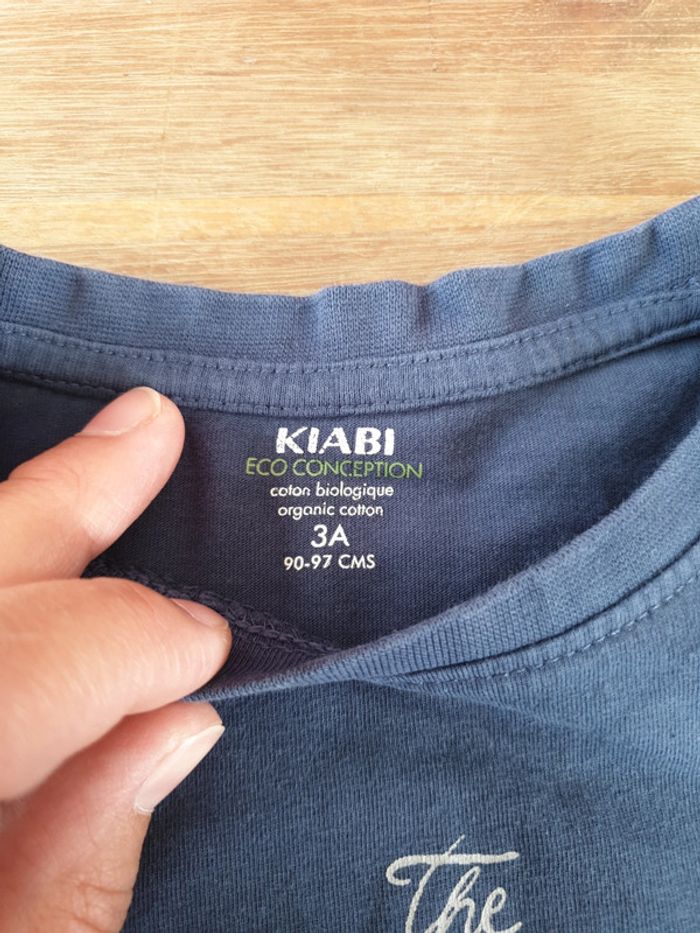 KIABI
ECO CONCEPTION
coton biologique
organic cotton
3A
90-97 CMS
The